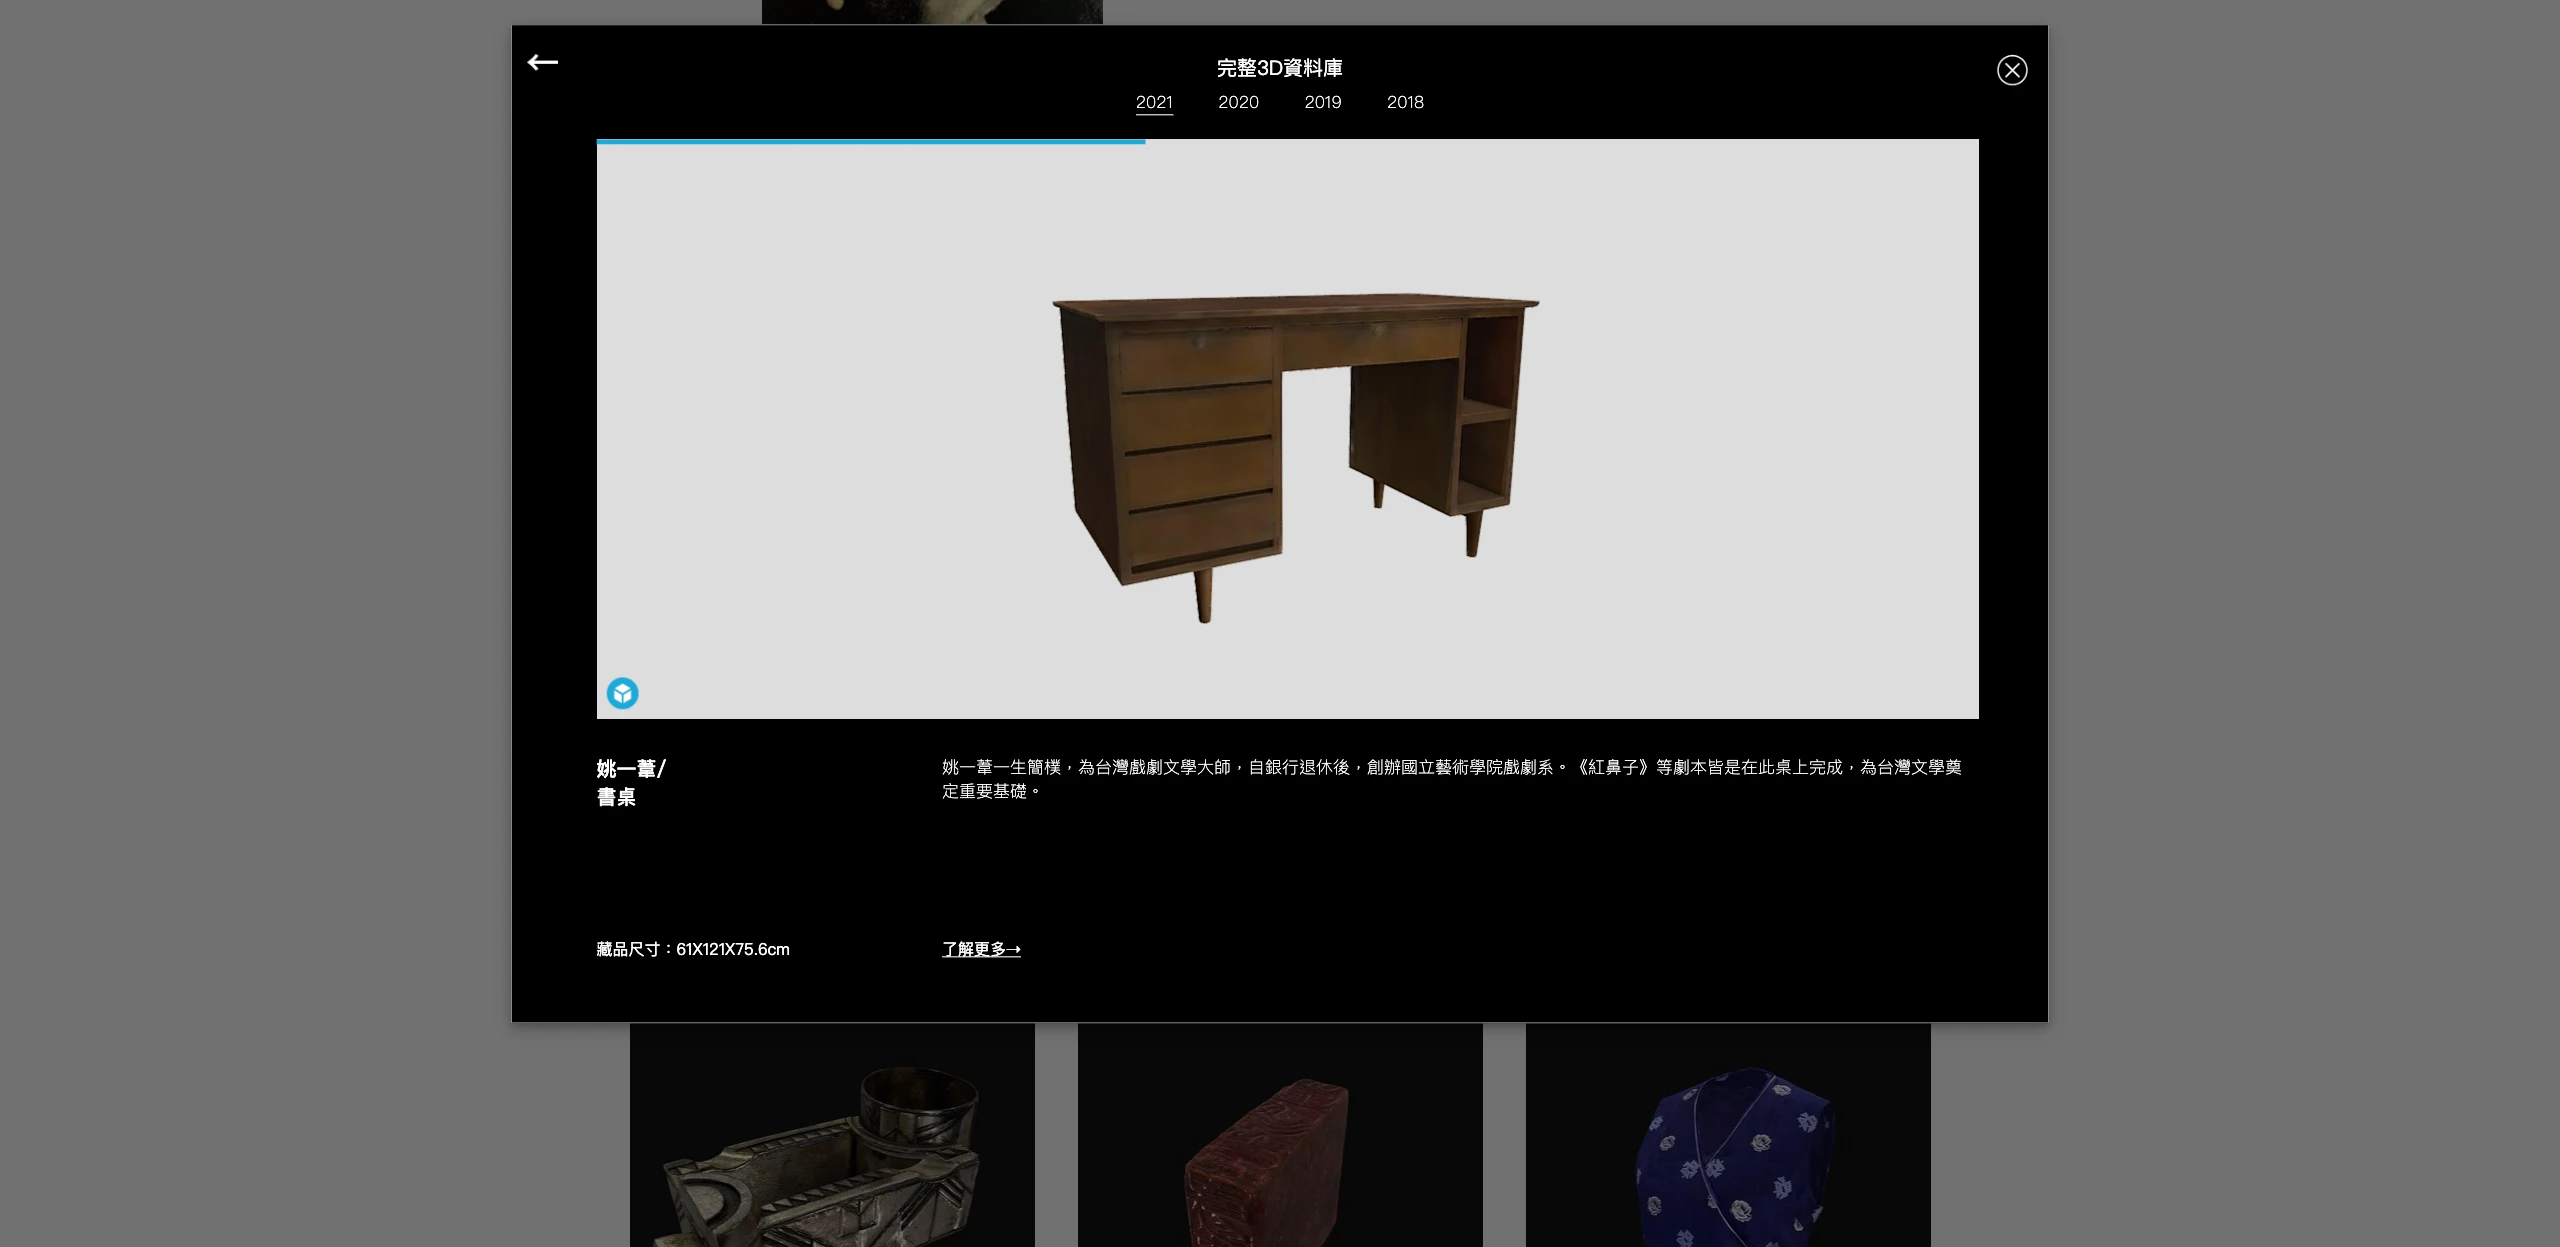 完整3D資料庫
2021 2020 2019 2018
姚一葦/
書桌
姚一葦一生簡樸，為台灣戲劇文學大師，自銀行退休後，創辦國立藝術學院戲劇系。《紅鼻子》等劇本皆是在此桌上完成，為台灣文學奠
定重要基礎。
藏品尺寸：61X121X75.6cm
了解更多→